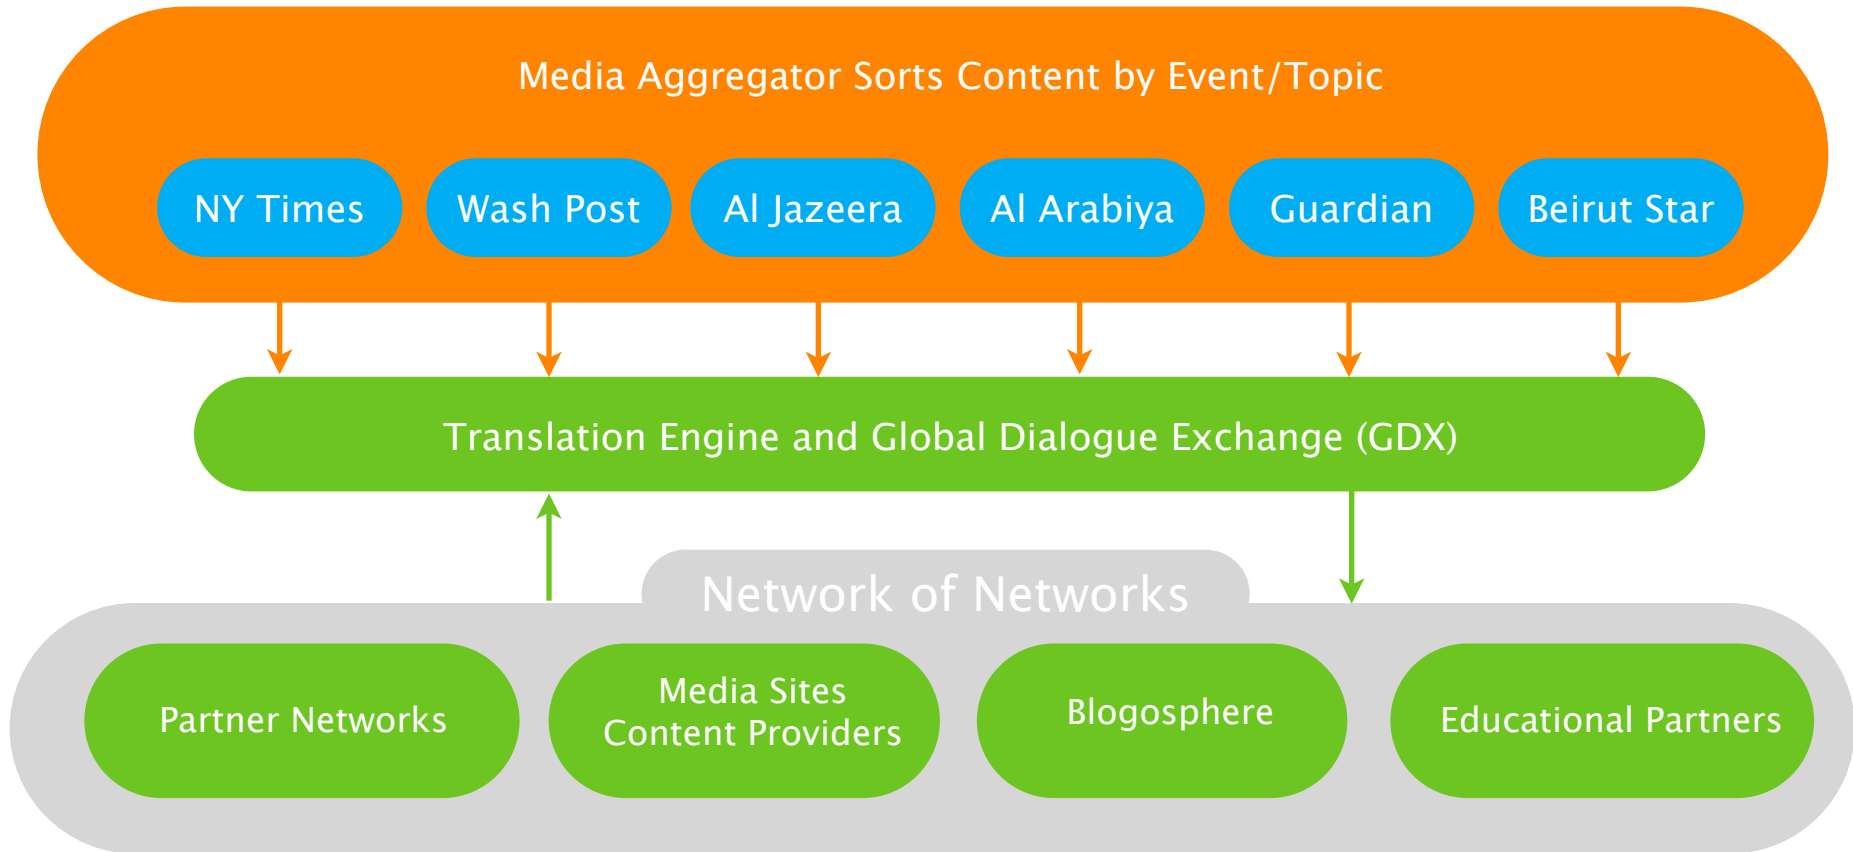 Media Aggregator Sorts Content by Event/Topic
NY Times
Wash Post
Al Jazeera
Al Arabiya
Guardian
Beirut Star
Translation Engine and Global Dialogue Exchange (GDX)
Network of Networks
Partner Networks
Media Sites
Content Providers
Blogosphere
Educational Partners